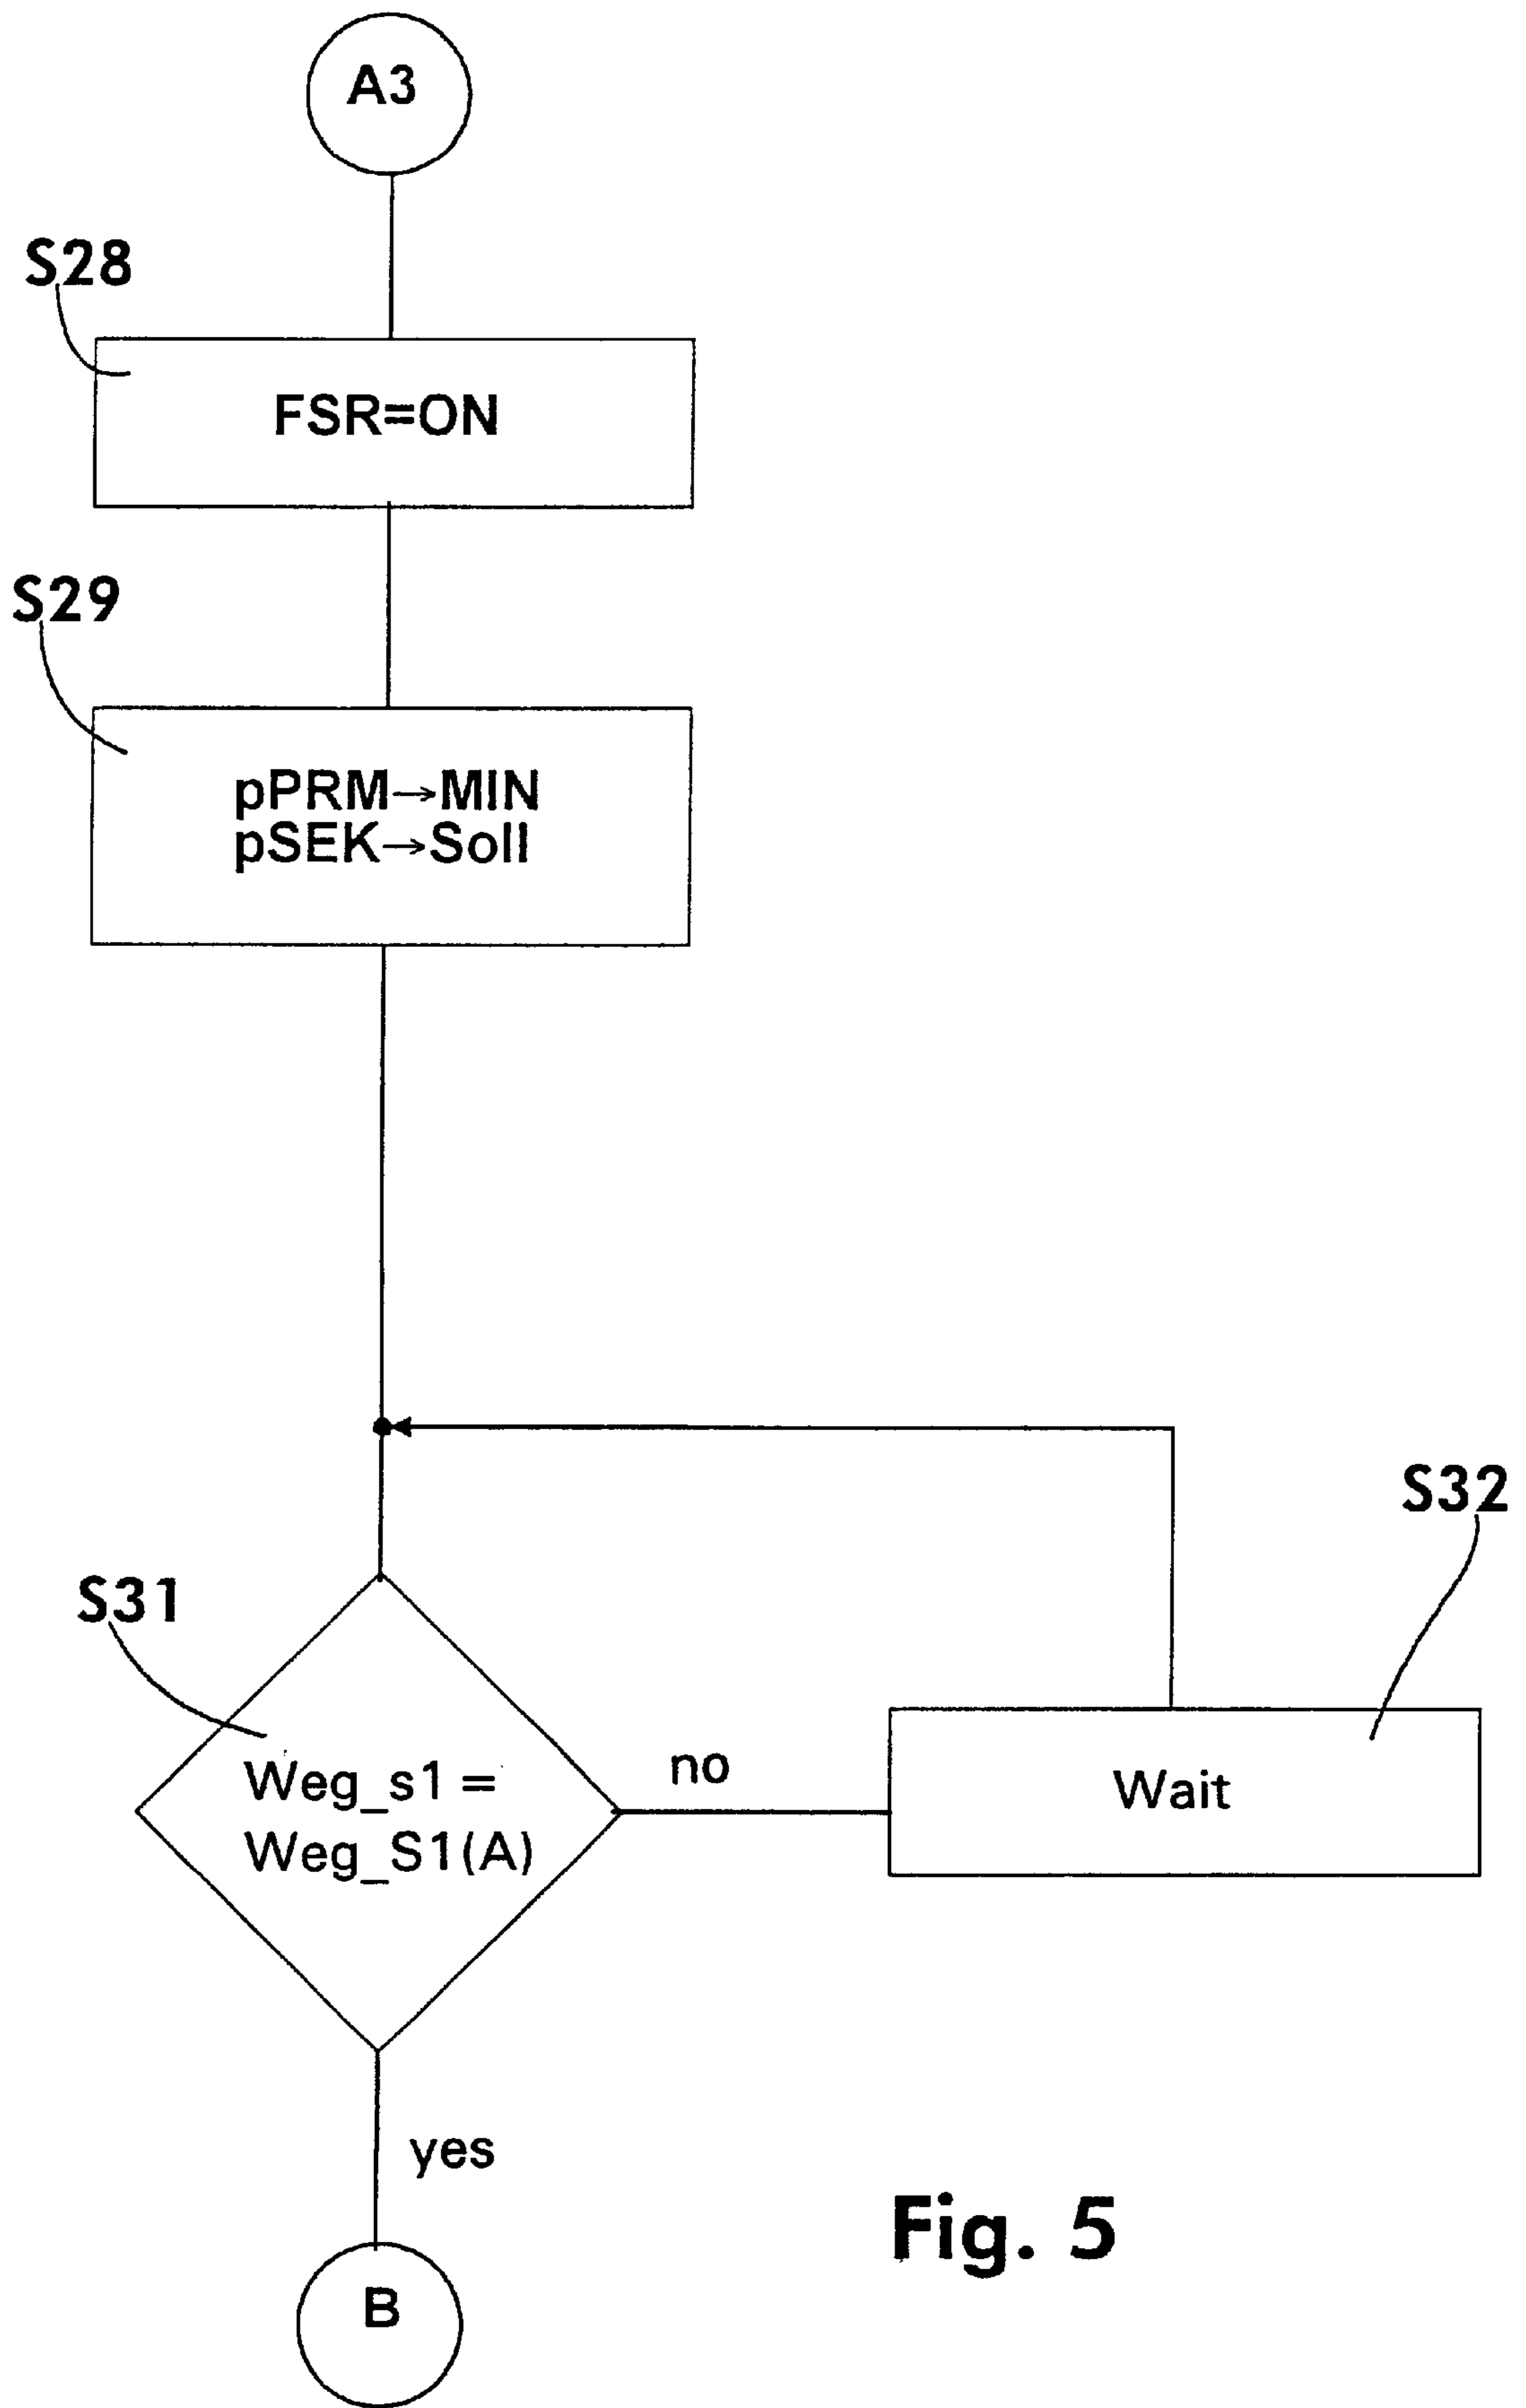 A3
S28
FSR=ON
S29
pPRM→MIN
pSEK→Soll
S32
S31
Weg_s1 =
Weg_S1(A)
no
Wait
yes
Fig. 5
B